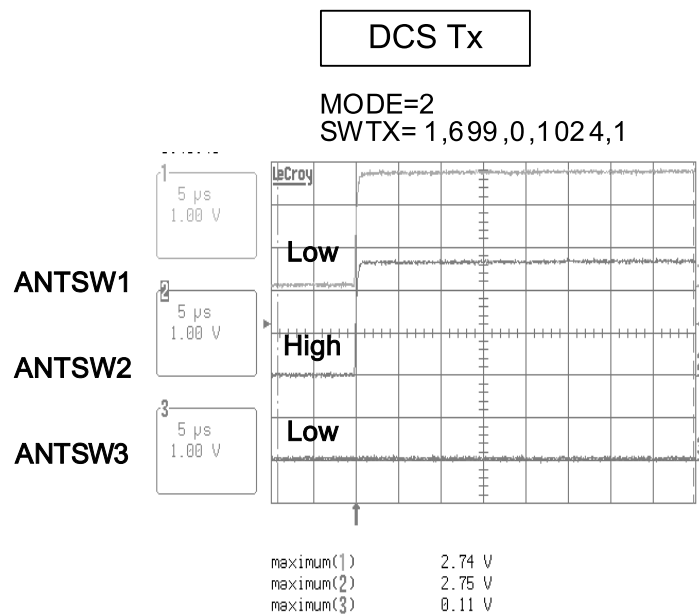 DCS Tx
MODE=2
SWTX= 1,699,0,1024,1
1
5 µs
1.00 V
LeCroy
Low
ANTSW1
2
5 µs
1.00 V
High
ANTSW2
3
5 µs
1.00 V
Low
ANTSW3
maximum(1) 2.74 V
maximum(2) 2.75 V
maximum(3) 0.11 V